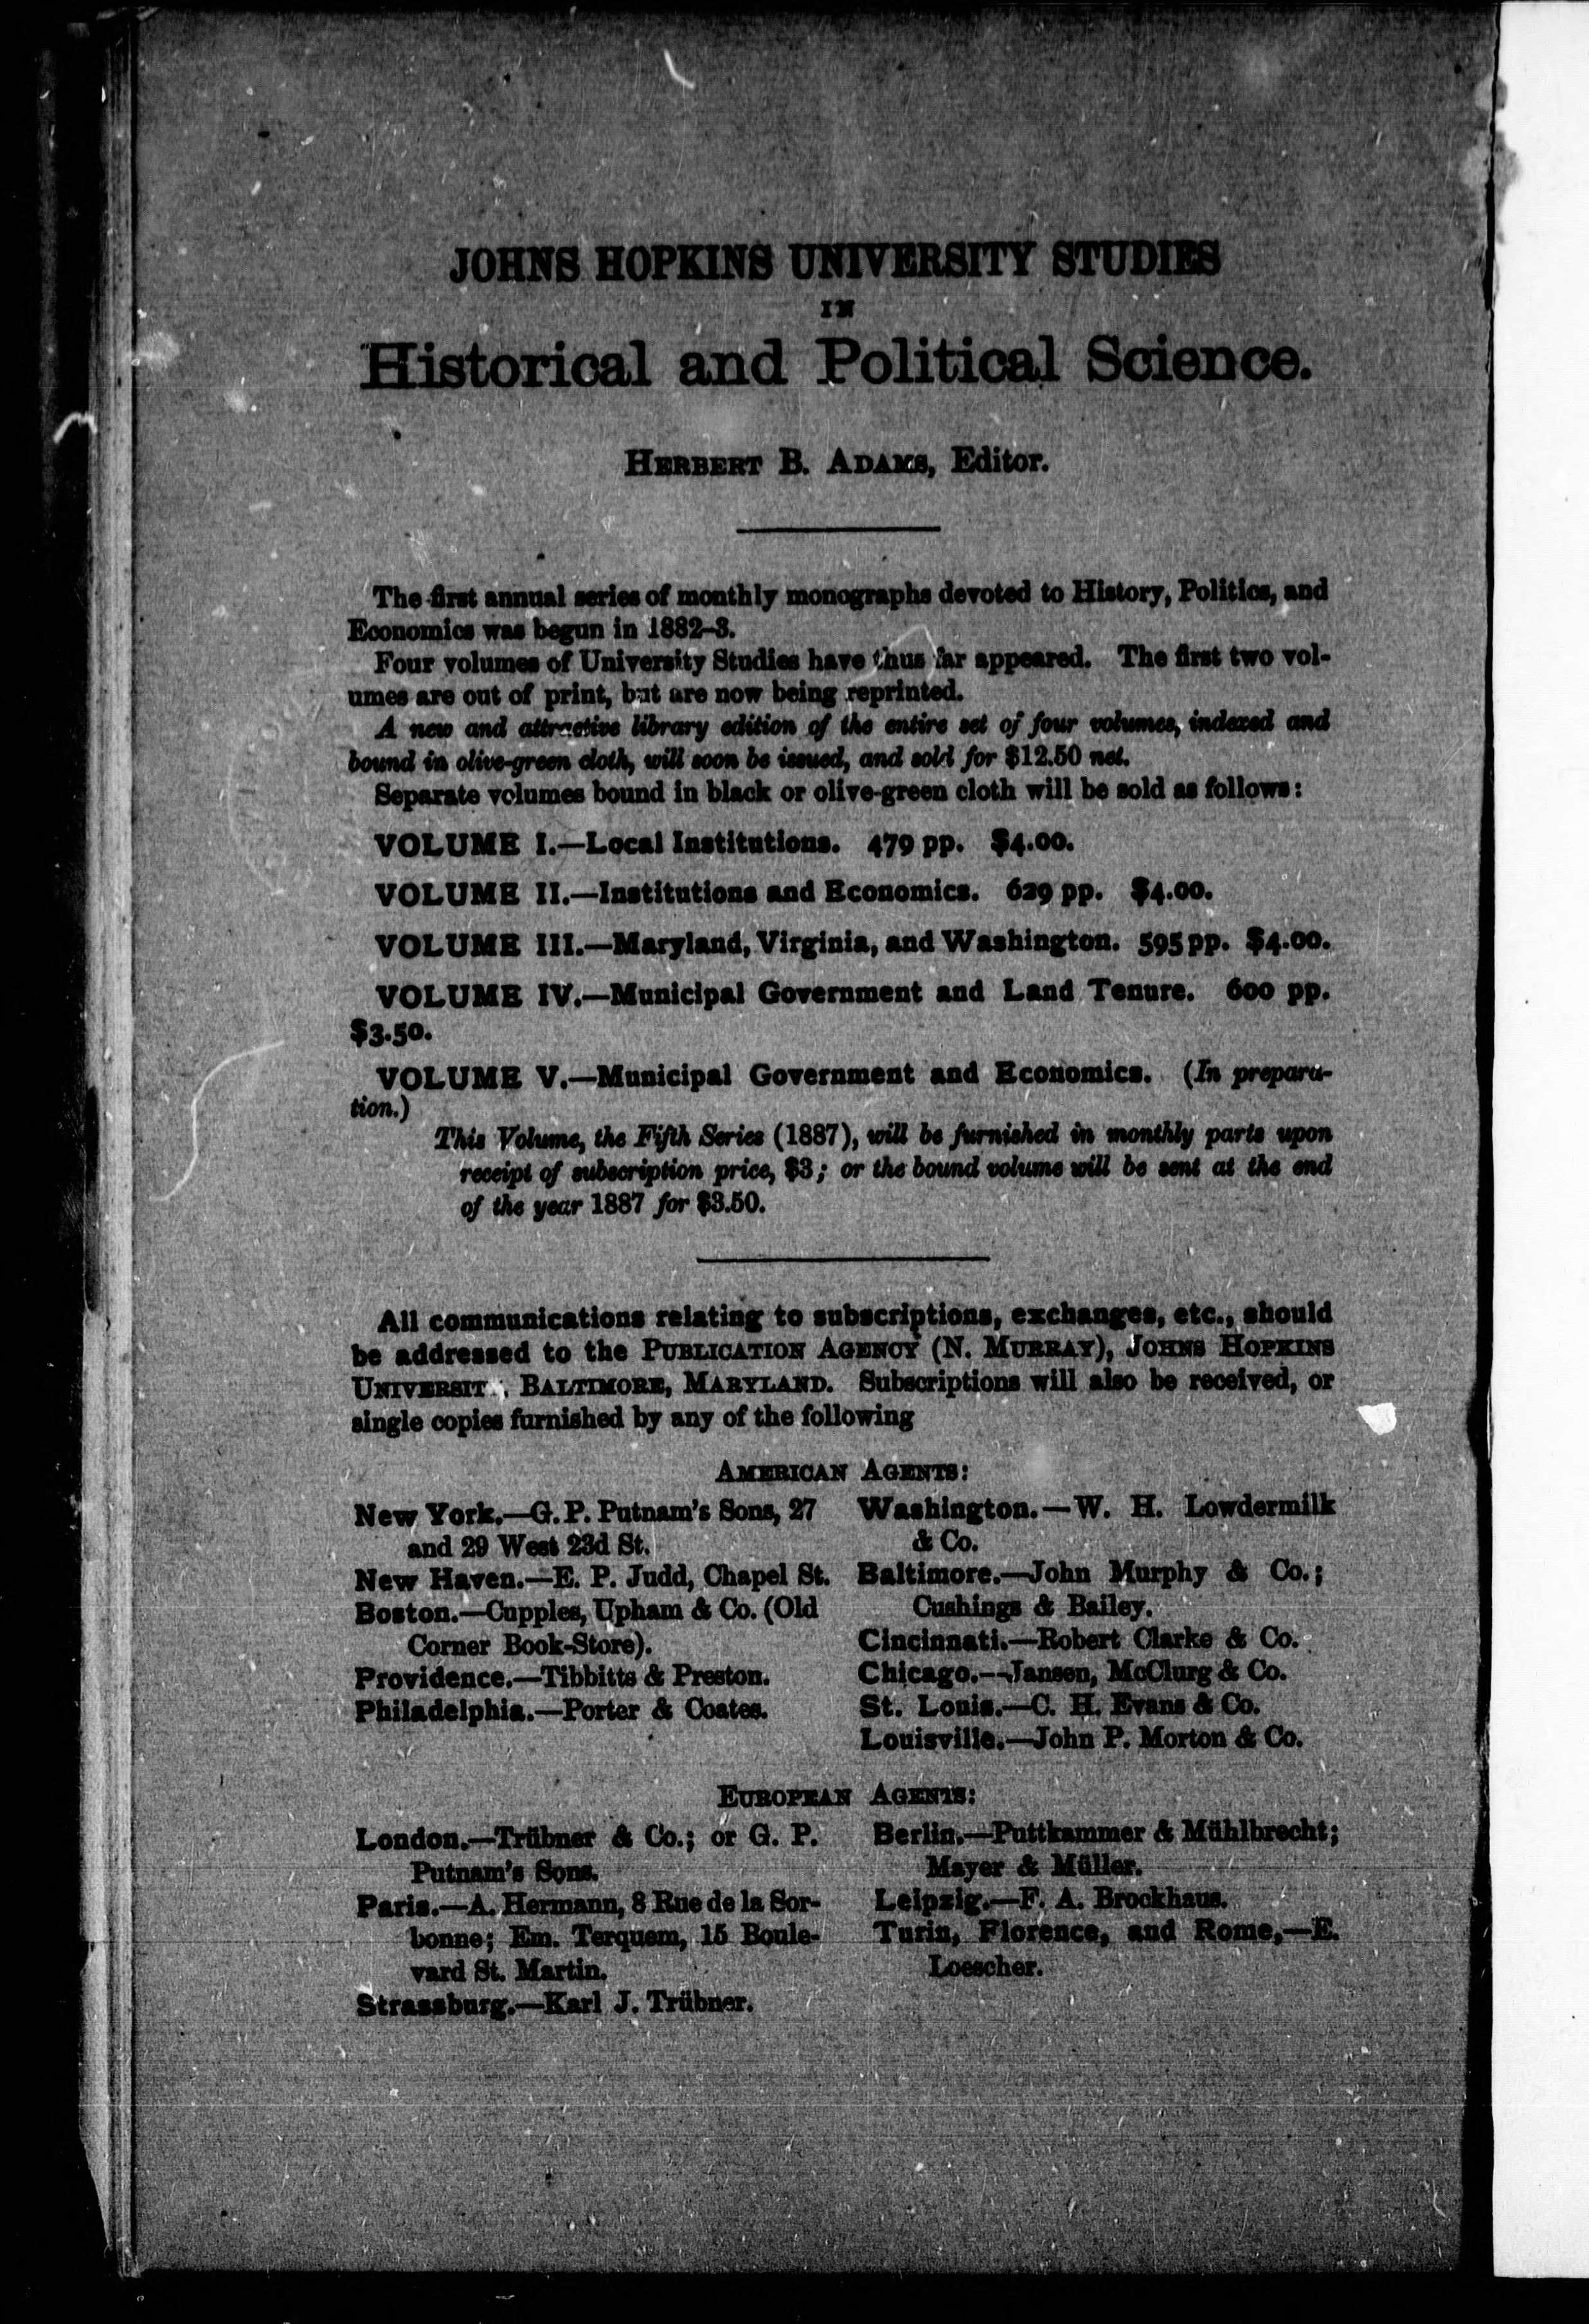 JOHNS HOPKINS UNIVERSITY STUDIES
IN
Historical and Political Science.
HERBERT B. ADAMS, Editor.
The first annual series of monthly monographs devoted to History, Politics, and
Economics was begun in 1882-3.
Four volumes of University Studies have thus far appeared. The first two vol-
umes are out of print, but are now being reprinted.
A new and attractive library edition of the entire set of four volumes, indexed and
bound in olive-green cloth, will soon be issued, and sold for $12.50 net.
Separate volumes bound in black or olive-green cloth will be sold as follows:
VOLUME I.—Local Institutions. 479 pp. $4.00.
VOLUME II.—Institutions and Economics. 629 pp. $4.00.
VOLUME III.—Maryland, Virginia, and Washington. 595 pp. $4.00.
VOLUME IV.—Municipal Government and Land Tenure. 600 pp.
$3.50.
VOLUME V.—Municipal Government and Economics. (In prepara-
tion.)
This Volume, the Fifth Series (1887), will be furnished in monthly parts upon
receipt of subscription price, $3; or the bound volume will be sent at the end
of the year 1887 for $3.50.
All communications relating to subscriptions, exchanges, etc., should
be addressed to the PUBLICATION AGENCY (N. MURRAY), JOHNS HOPKINS
UNIVERSIT , BALTIMORE, MARYLAND. Subscriptions will also be received, or
single copies furnished by any of the following
AMERICAN AGENTS:
New York.—G. P. Putnam's Sons, 27
and 29 West 23d St.
New Haven.—E. P. Judd, Chapel St.
Boston.—Cupples, Upham & Co. (Old
Corner Book-Store).
Providence.—Tibbitts & Preston.
Philadelphia.—Porter & Coates.
Washington.—W. H. Lowdermilk
& Co.
Baltimore.—John Murphy & Co.;
Cushings & Bailey.
Cincinnati.—Robert Clarke & Co.
Chicago.—Jansen, McClurg & Co.
St. Louis.—C. H. Evans & Co.
Louisville.—John P. Morton & Co.
EUROPEAN AGENTS:
London.—Trübner & Co.; or G. P.
Putnam's Sons.
Paris.—A. Hermann, 8 Rue de la Sor-
bonne; Em. Terquem, 15 Boule-
vard St. Martin.
Strassburg.—Karl J. Trübner.
Berlin.—Puttkammer & Mühlbrecht;
Mayer & Müller.
Leipzig.—F. A. Brockhaus.
Turin, Florence, and Rome,—E.
Loescher.